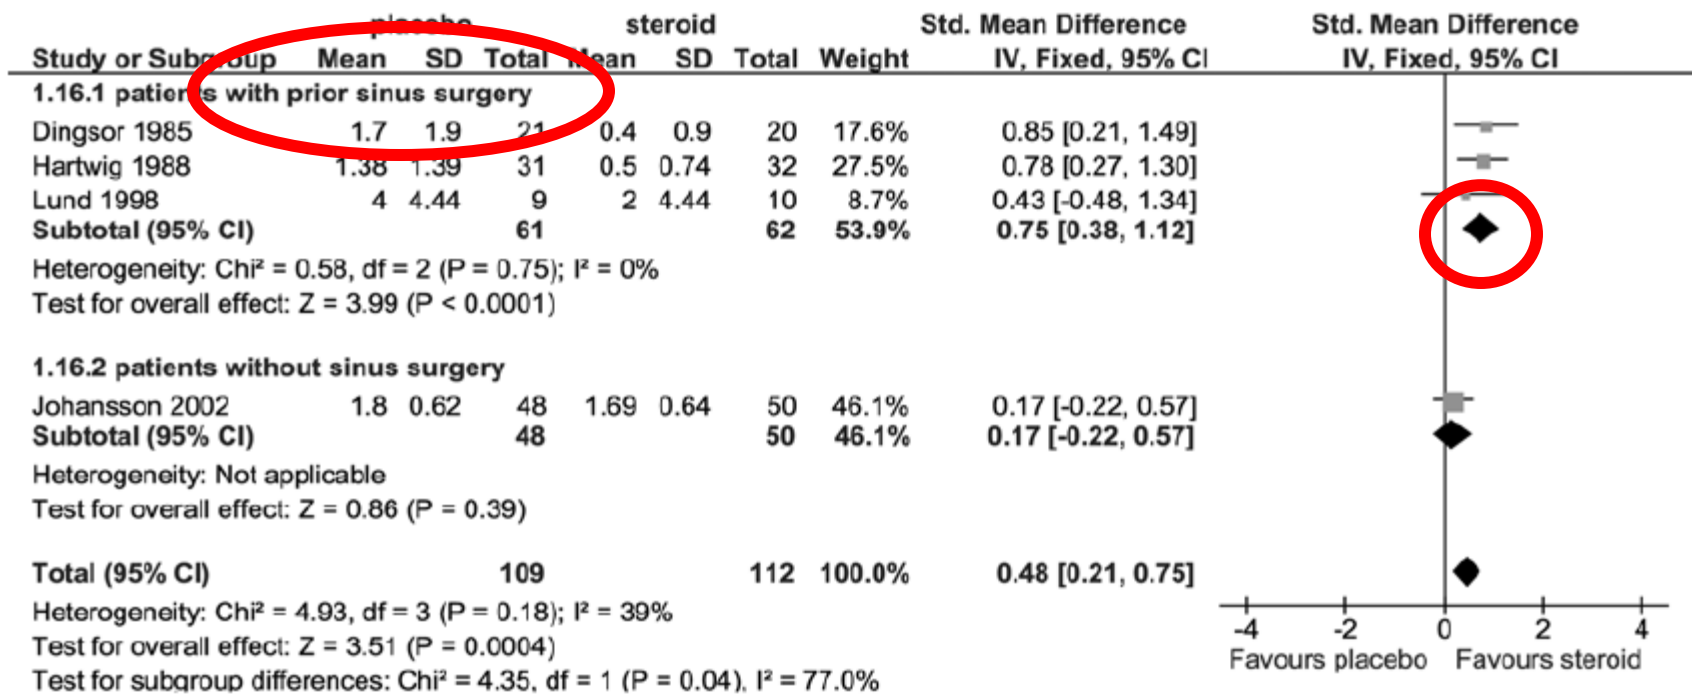 placebo steroid Std. Mean Difference Std. Mean Difference
Study or Subgroup Mean SD Total Mean SD Total Weight IV, Fixed, 95% CI IV, Fixed, 95% CI
1.16.1 patients with prior sinus surgery
Dingsor 1985 1.7 1.9 21 0.4 0.9 20 17.6% 0.85 [0.21, 1.49]
Hartwig 1988 1.38 1.39 31 0.5 0.74 32 27.5% 0.78 [0.27, 1.30]
Lund 1998 4 4.44 9 2 4.44 10 8.7% 0.43 [-0.48, 1.34]
Subtotal (95% CI) 61 62 53.9% 0.75 [0.38, 1.12]
Heterogeneity: Chi² = 0.58, df = 2 (P = 0.75); I² = 0%
Test for overall effect: Z = 3.99 (P < 0.0001)
1.16.2 patients without sinus surgery
Johansson 2002 1.8 0.62 48 1.69 0.64 50 46.1% 0.17 [-0.22, 0.57]
Subtotal (95% CI) 48 50 46.1% 0.17 [-0.22, 0.57]
Heterogeneity: Not applicable
Test for overall effect: Z = 0.86 (P = 0.39)
Total (95% CI) 109 112 100.0% 0.48 [0.21, 0.75]
Heterogeneity: Chi² = 4.93, df = 3 (P = 0.18); I² = 39%
Test for overall effect: Z = 3.51 (P = 0.0004)
Test for subgroup differences: Chi² = 4.35, df = 1 (P = 0.04), I² = 77.0%
-4 -2 0 2 4
Favours placebo Favours steroid